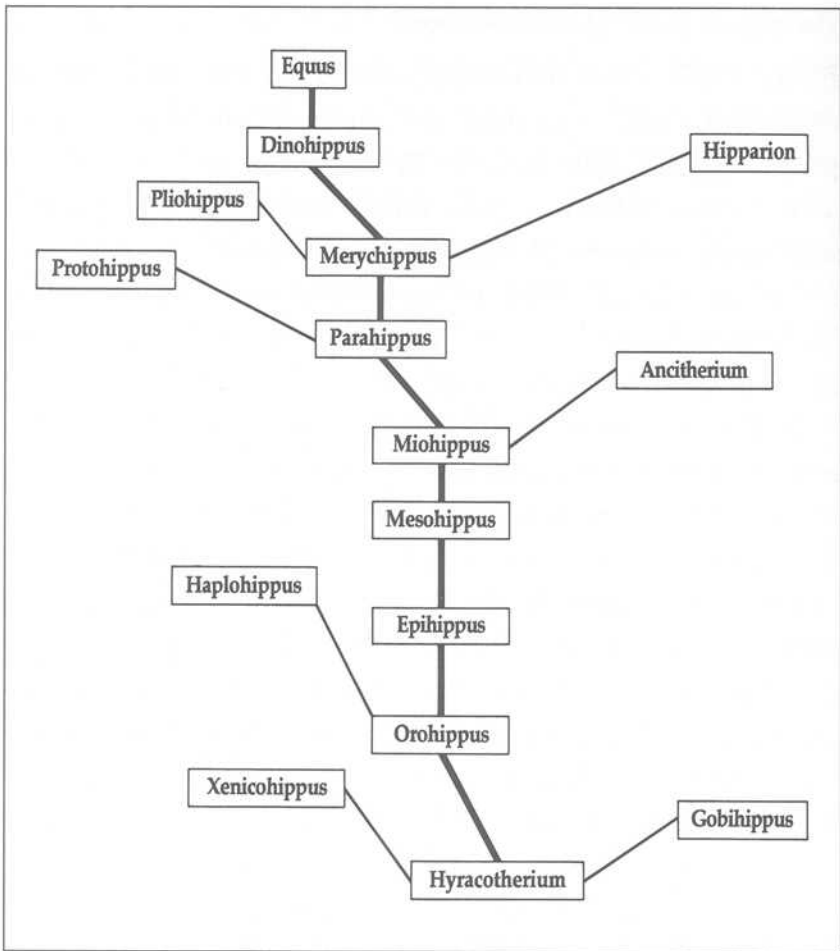 Equus
Dinohippus
Hipparion
Pliohippus
Merychippus
Protohippus
Parahippus
Ancitherium
Miohippus
Mesohippus
Haplohippus
Epihippus
Orohippus
Xenicohippus
Gobihippus
Hyracotherium